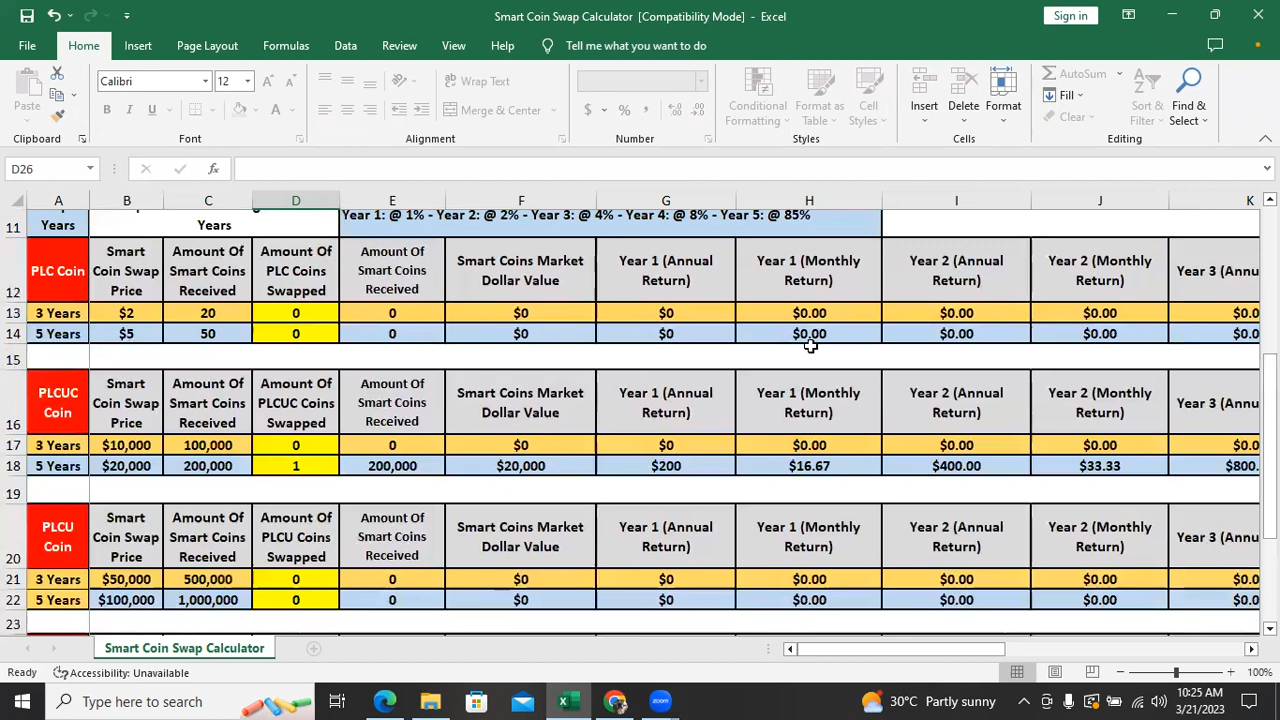 Smart Coin Swap Calculator [Compatibility Mode] - Excel
Sign in
File Home Insert Page Layout Formulas Data Review View Help Tell me what you want to do
Paste
Calibri 12
B I U A
Wrap Text
Merge & Center
$ % ,
Conditional Formatting
Format as Table
Cell Styles
Insert Delete Format
AutoSum
Fill
Clear
Sort & Filter
Find & Select
Clipboard Font Alignment Number Styles Cells Editing
D26 fx
A B C D E F G H I J K
11 Years Years Year 1: @ 1% - Year 2: @ 2% - Year 3: @ 4% - Year 4: @ 8% - Year 5: @ 85%
12 PLC Coin Smart Coin Swap Price Amount Of Smart Coins Received Amount Of PLC Coins Swapped Amount Of Smart Coins Received Smart Coins Market Dollar Value Year 1 (Annual Return) Year 1 (Monthly Return) Year 2 (Annual Return) Year 2 (Monthly Return) Year 3 (Annu
13 3 Years $2 20 0 0 $0 $0 $0.00 $0.00 $0.00 $0.0
14 5 Years $5 50 0 0 $0 $0 $0.00 $0.00 $0.00 $0.0
15
16 PLCUC Coin Smart Coin Swap Price Amount Of Smart Coins Received Amount Of PLCUC Coins Swapped Amount Of Smart Coins Received Smart Coins Market Dollar Value Year 1 (Annual Return) Year 1 (Monthly Return) Year 2 (Annual Return) Year 2 (Monthly Return) Year 3 (Annu
17 3 Years $10,000 100,000 0 0 $0 $0 $0.00 $0.00 $0.00 $0.0
18 5 Years $20,000 200,000 1 200,000 $20,000 $200 $16.67 $400.00 $33.33 $800.
19
20 PLCU Coin Smart Coin Swap Price Amount Of Smart Coins Received Amount Of PLCU Coins Swapped Amount Of Smart Coins Received Smart Coins Market Dollar Value Year 1 (Annual Return) Year 1 (Monthly Return) Year 2 (Annual Return) Year 2 (Monthly Return) Year 3 (Annu
21 3 Years $50,000 500,000 0 0 $0 $0 $0.00 $0.00 $0.00 $0.0
22 5 Years $100,000 1,000,000 0 0 $0 $0 $0.00 $0.00 $0.00 $0.0
23
Smart Coin Swap Calculator
Ready Accessibility: Unavailable 100%
Type here to search
zoom
30°C Partly sunny
10:25 AM
3/21/2023